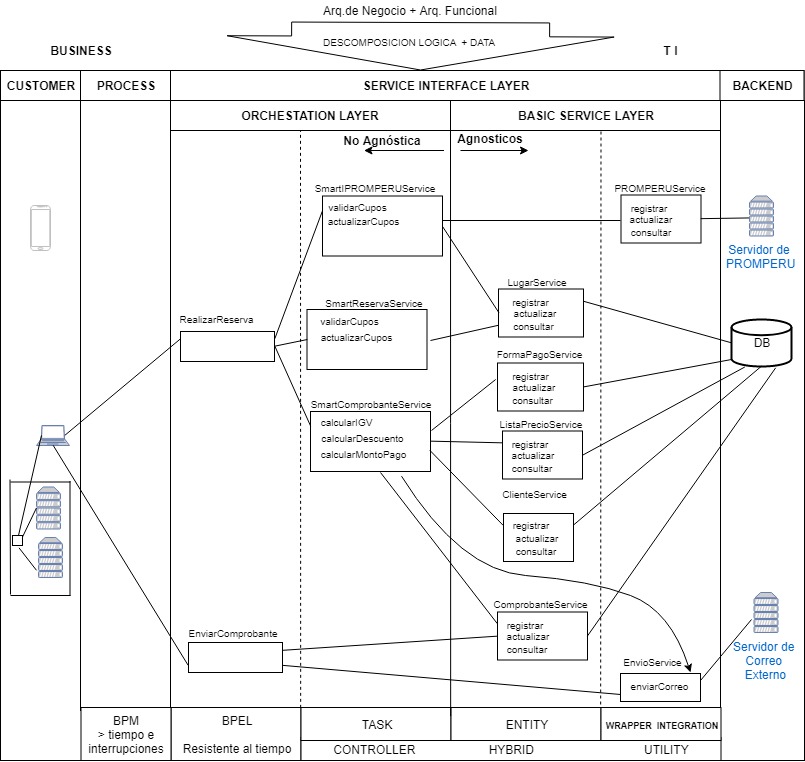 Arq.de Negocio + Arq. Funcional
DESCOMPOSICION LOGICA + DATA
BUSINESS
T I
CUSTOMER
PROCESS
SERVICE INTERFACE LAYER
BACKEND
ORCHESTATION LAYER
BASIC SERVICE LAYER
No Agnóstica
Agnosticos
SmartIPROMPERUService
validarCupos
actualizarCupos
PROMPERUService
registrar
actualizar
consultar
Servidor de
PROMPERU
LugarService
registrar
actualizar
consultar
SmartReservaService
validarCupos
actualizarCupos
RealizarReserva
DB
FormaPagoService
registrar
actualizar
consultar
SmartComprobanteService
calcularIGV
calcularDescuento
calcularMontoPago
ListaPrecioService
registrar
actualizar
consultar
ClienteService
registrar
actualizar
consultar
ComprobanteService
registrar
actualizar
consultar
EnviarComprobante
EnvioService
enviarCorreo
Servidor de
Correo
Externo
BPM
> tiempo e
interrupciones
BPEL
Resistente al tiempo
TASK
CONTROLLER
ENTITY
HYBRID
WRAPPER INTEGRATION
UTILITY